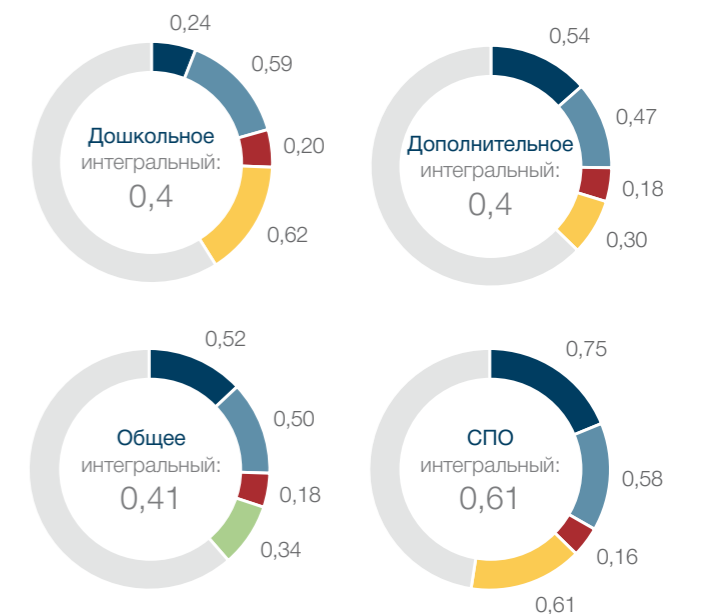 0,24
0,59
0,20
0,62
Дошкольное
интегральный:
0,4
0,54
0,47
0,18
0,30
Дополнительное
интегральный:
0,4
0,52
0,50
0,18
0,34
Общее
интегральный:
0,41
0,75
0,58
0,16
0,61
СПО
интегральный:
0,61